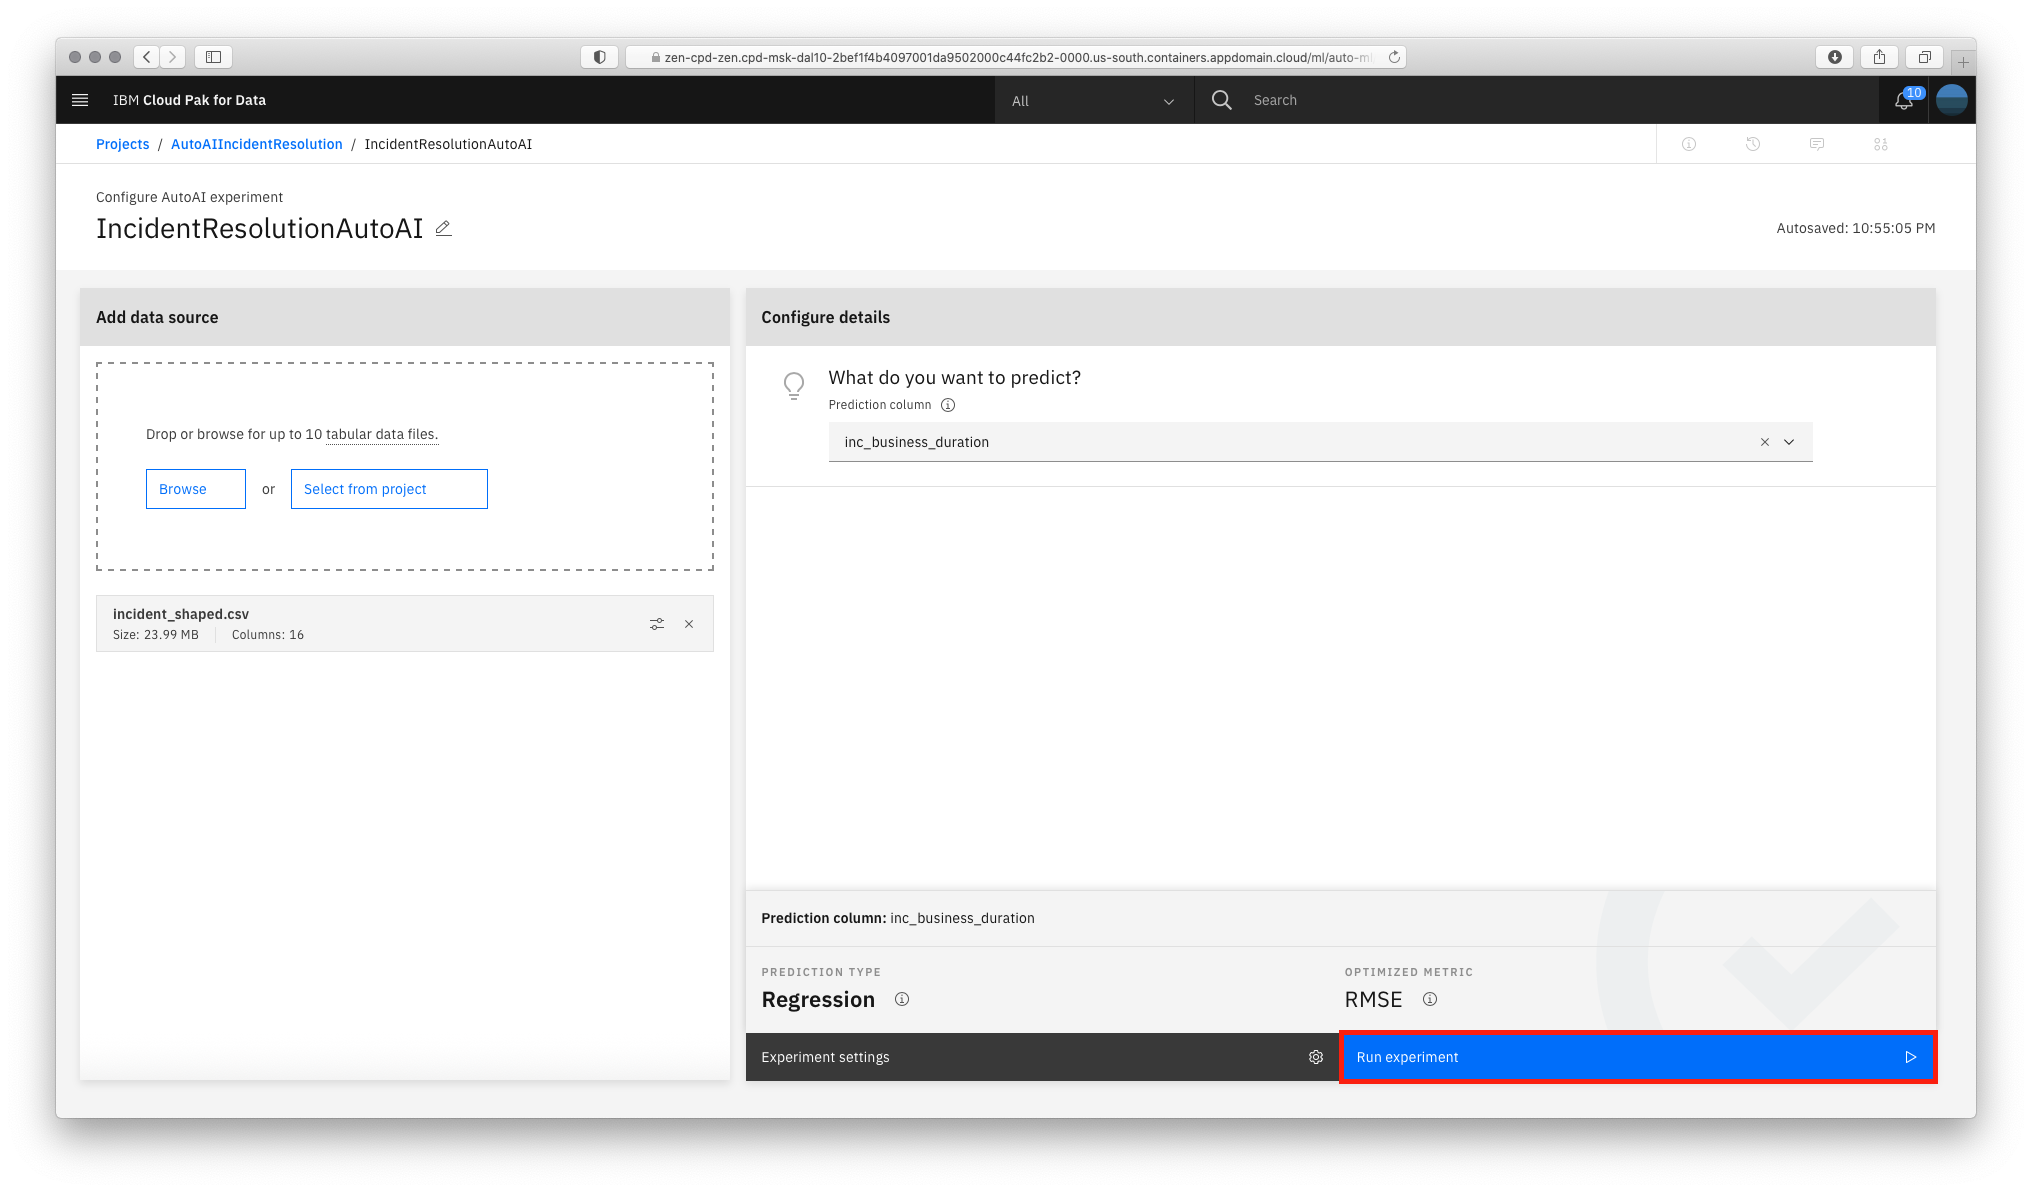 zen-cpd-zen.cpd-msk-dal10-2bef1f4b4097001da9502000c44fc2b2-0000.us-south.containers.appdomain.cloud/ml/auto-ml
IBM Cloud Pak for Data
All
Search
10
Projects / AutoAIIncidentResolution / IncidentResolutionAutoAI
Configure AutoAI experiment
IncidentResolutionAutoAI
Autosaved: 10:55:05 PM
Add data source
Drop or browse for up to 10 tabular data files.
Browse or Select from project
incident_shaped.csv
Size: 23.99 MB Columns: 16
Configure details
What do you want to predict?
Prediction column
inc_business_duration
Prediction column: inc_business_duration
PREDICTION TYPE
Regression
OPTIMIZED METRIC
RMSE
Experiment settings
Run experiment